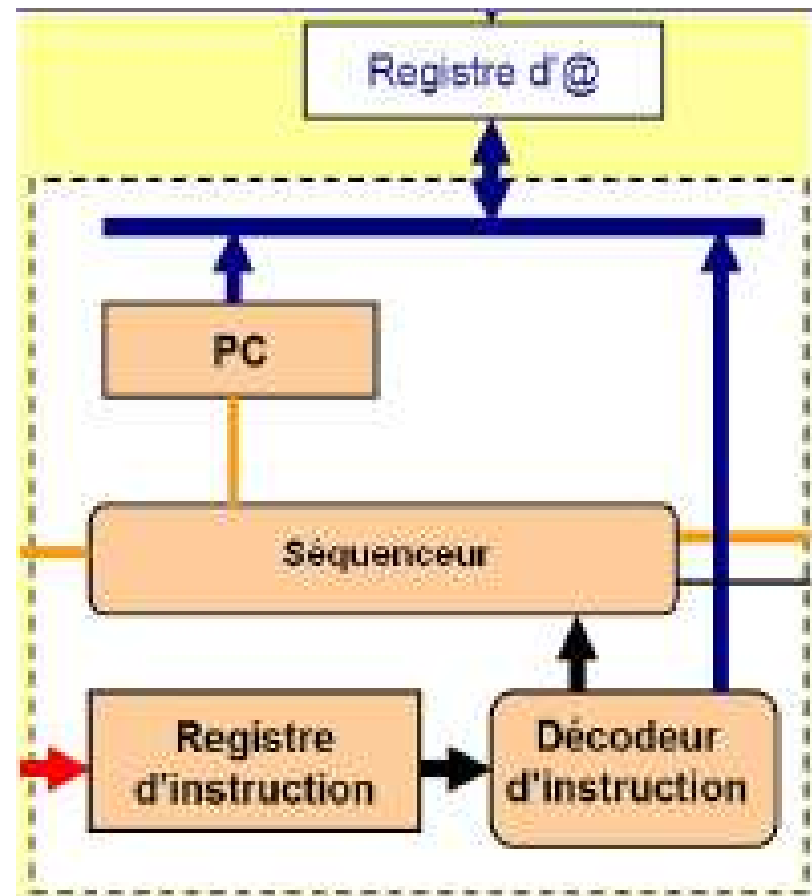 Registre d'@
PC
Séquenceur
Registre
d'instruction
Décodeur
d'instruction